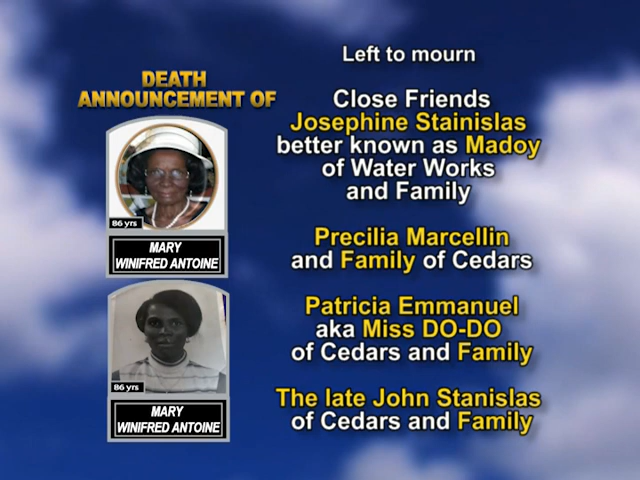 DEATH
ANNOUNCEMENT OF
86 yrs
MARY
WINIFRED ANTOINE
86 yrs
MARY
WINIFRED ANTOINE
Left to mourn
Close Friends
Josephine Stainislas
better known as Madoy
of Water Works
and Family
Precilia Marcellin
and Family of Cedars
Patricia Emmanuel
aka Miss DO-DO
of Cedars and Family
The late John Stanislas
of Cedars and Family